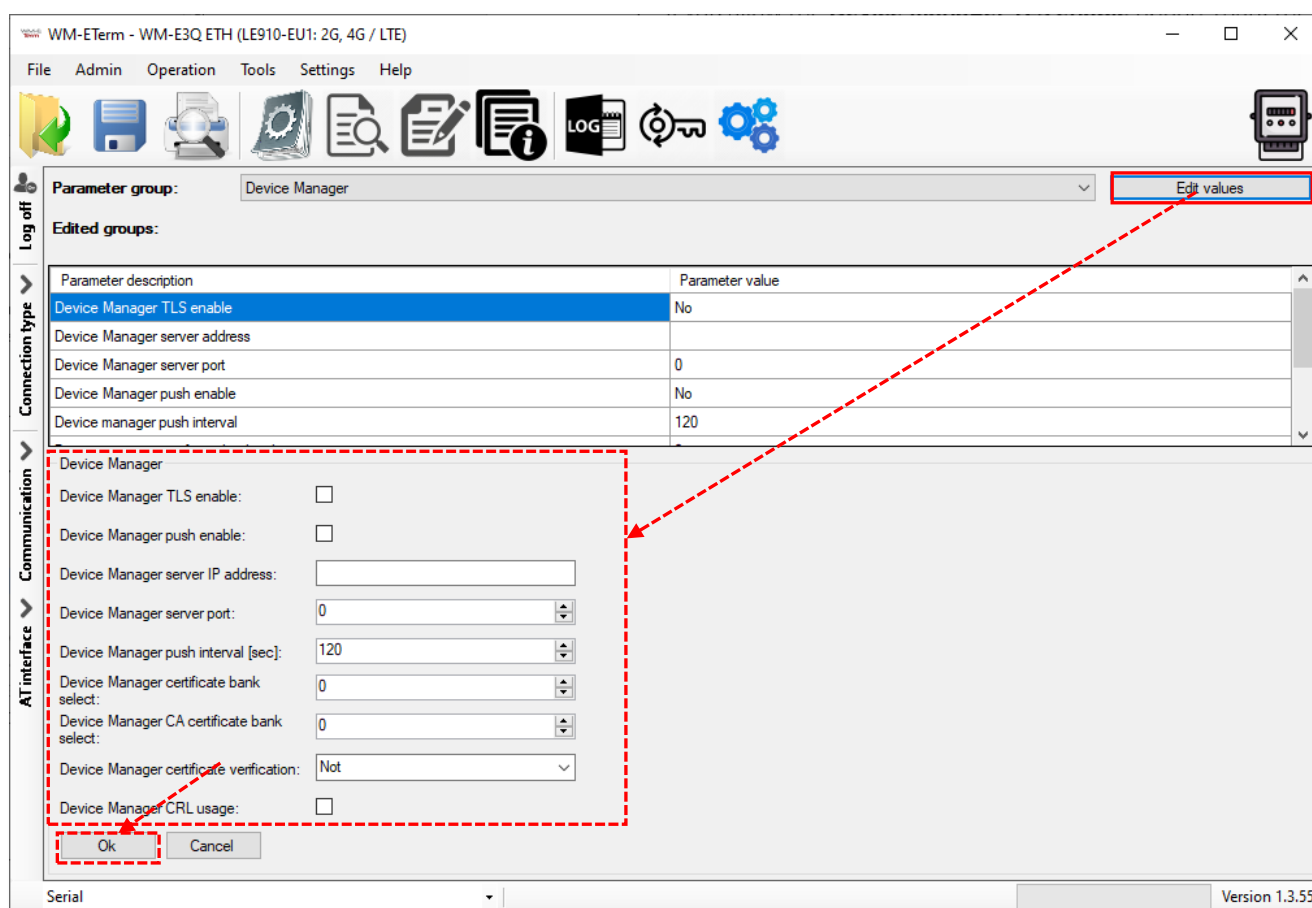 WM-ETerm - WM-E3Q ETH (LE910-EU1: 2G, 4G / LTE)
File Admin Operation Tools Settings Help
LOG
Log off
Connection type
Communication
AT interface
Parameter group: Device Manager Edit values
Edited groups:
Parameter description Parameter value
Device Manager TLS enable No
Device Manager server address
Device Manager server port 0
Device Manager push enable No
Device manager push interval 120
Device Manager
Device Manager TLS enable:
Device Manager push enable:
Device Manager server IP address:
Device Manager server port: 0
Device Manager push interval [sec]: 120
Device Manager certificate bank
select: 0
Device Manager CA certificate bank
select: 0
Device Manager certificate verification: Not
Device Manager CRL usage:
Ok Cancel
Serial Version 1.3.55